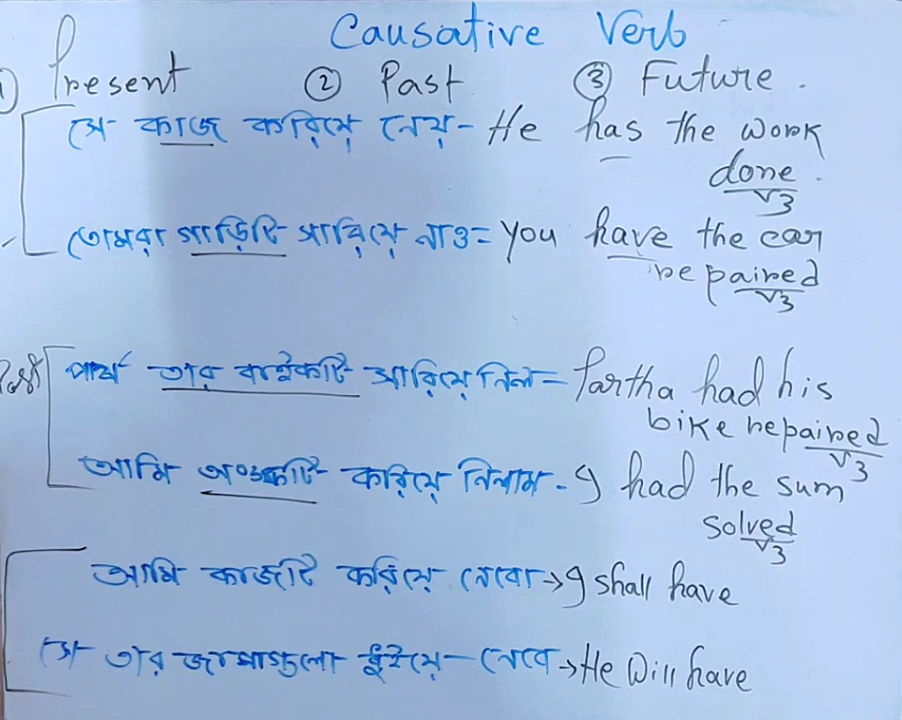 Causative Verb
① Present ② Past ③ Future.
সে কাজ করিয়ে নেয় - He has the work
done.
V3
তোমরা গাড়িটি সারিয়ে নাও = you have the car
repaired
V3
পার্থ তার বাইকটি সারিয়ে নিল = Partha had his
bike repaired
V3
আমি অঙ্কটি করিয়ে নিলাম - I had the sum
solved
V3
আমি কাজটি করিয়ে নেবো → I shall have
সে তার জামাগুলো ধুইয়ে - নেবে → He Will have